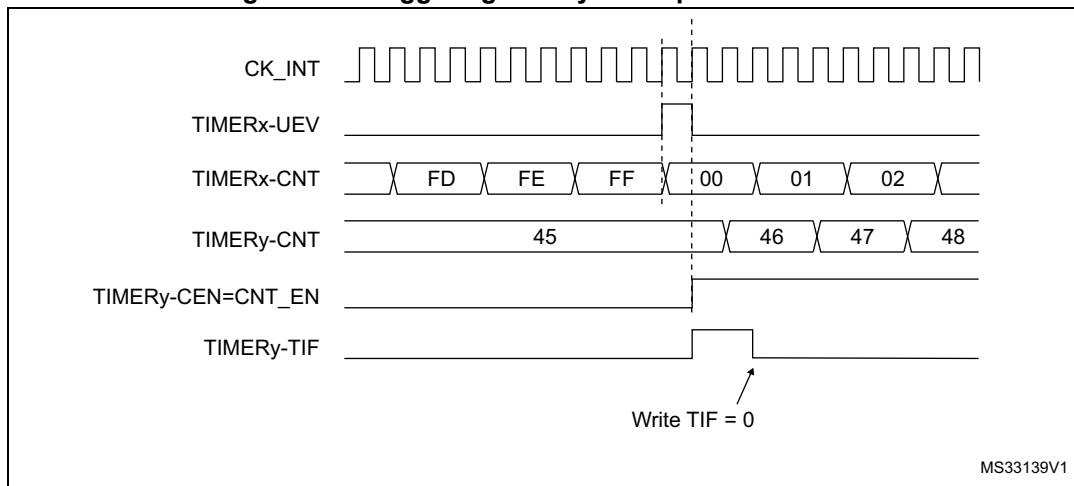 CK_INT
TIMERx-UEV
TIMERx-CNT FD FE FF 00 01 02
TIMERy-CNT 45 46 47 48
TIMERy-CEN=CNT_EN
TIMERy-TIF
Write TIF = 0
MS33139V1